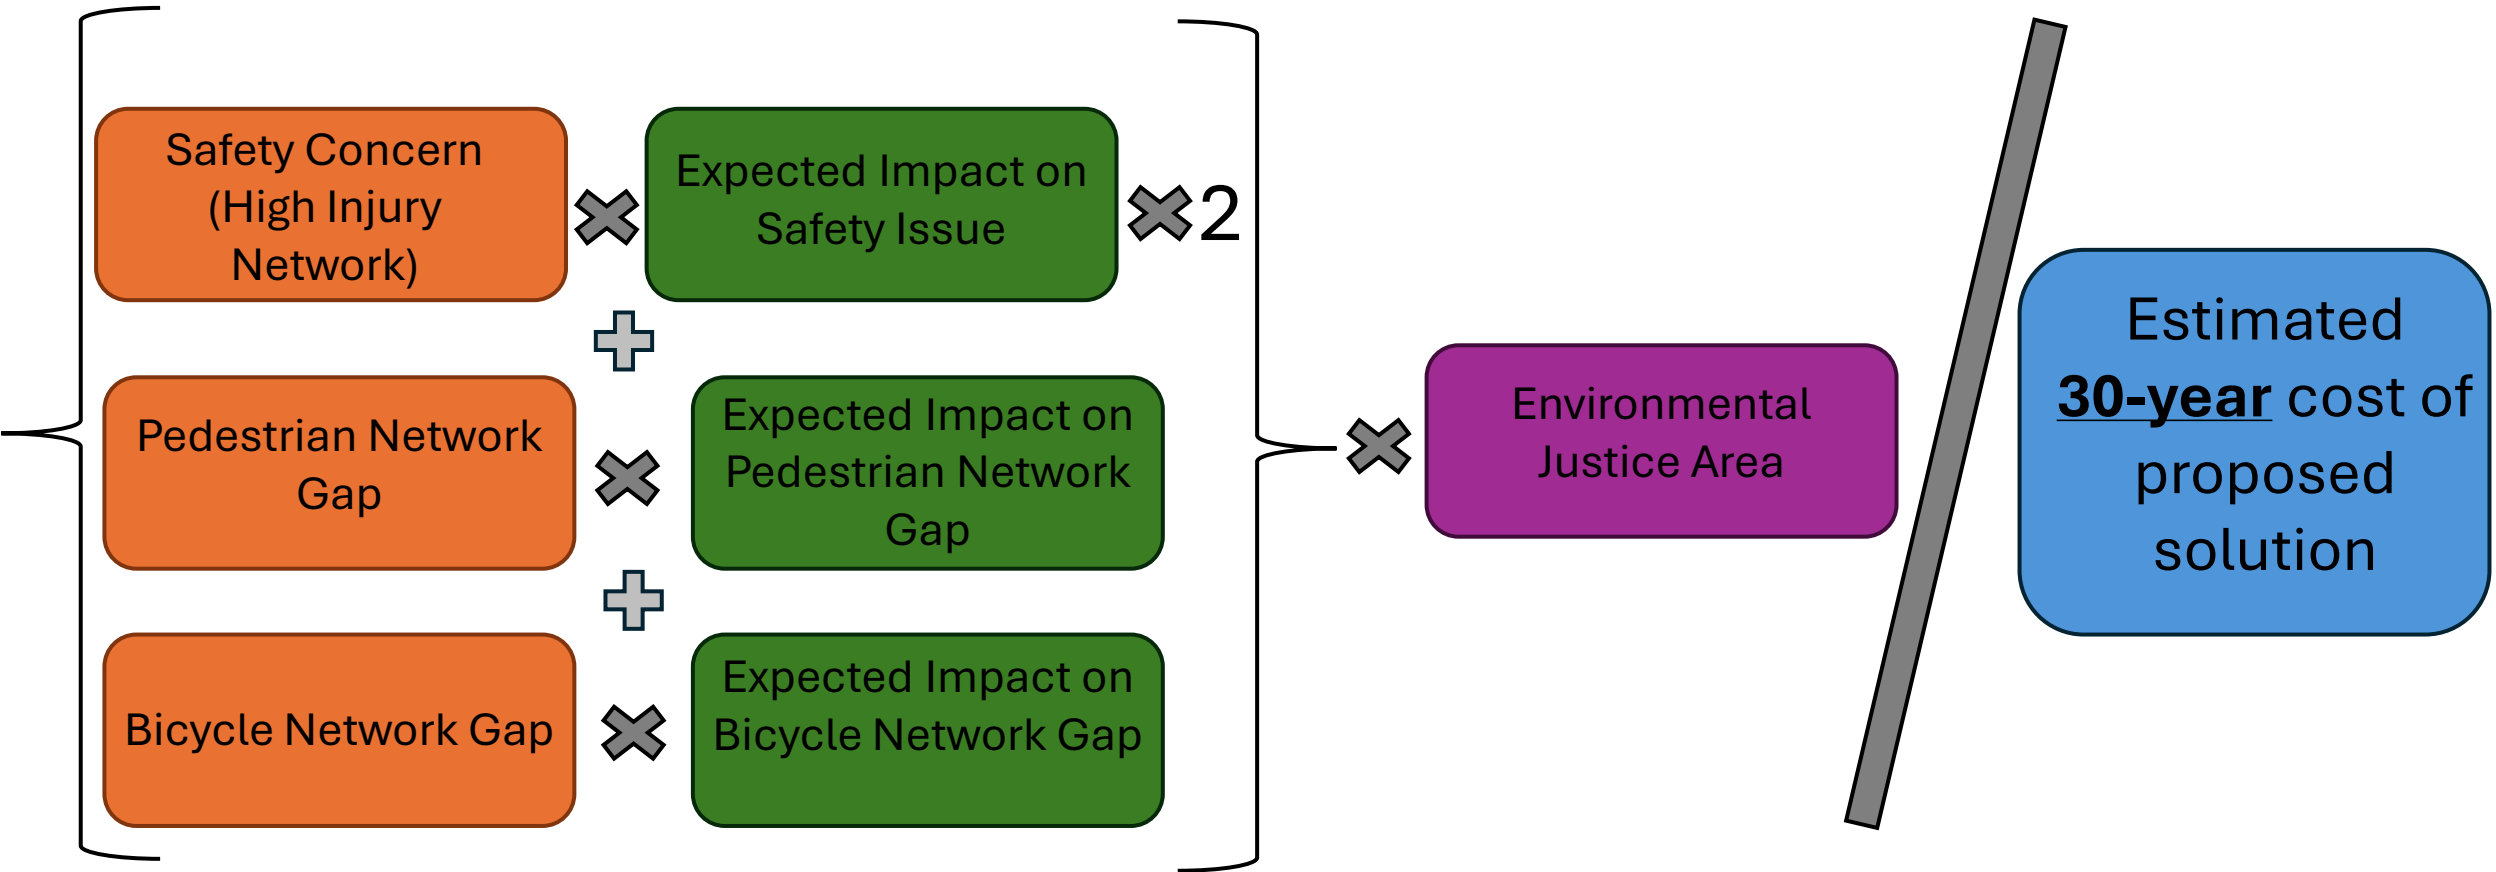 Safety Concern
(High Injury
Network)
Expected Impact on
Safety Issue
2
Pedestrian Network
Gap
Expected Impact on
Pedestrian Network
Gap
Bicycle Network Gap
Expected Impact on
Bicycle Network Gap
Environmental
Justice Area
Estimated
30-year cost of
proposed
solution